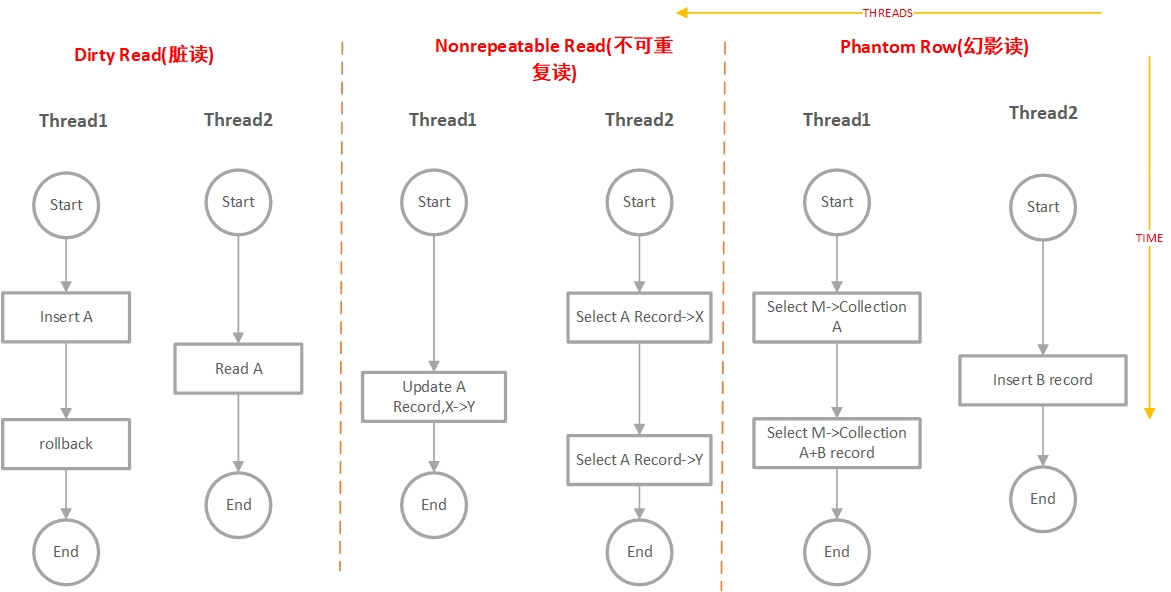 THREADS
Dirty Read(脏读)
Thread1
Thread2
Start
Start
Insert A
Read A
rollback
End
End
Nonrepeatable Read(不可重
复读)
Thread1
Thread2
Start
Start
Select A Record->X
Update A
Record,X->Y
Select A Record->Y
End
End
Phantom Row(幻影读)
Thread1
Thread2
Start
Start
Select M->Collection
A
Insert B record
Select M->Collection
A+B record
End
End
TIME